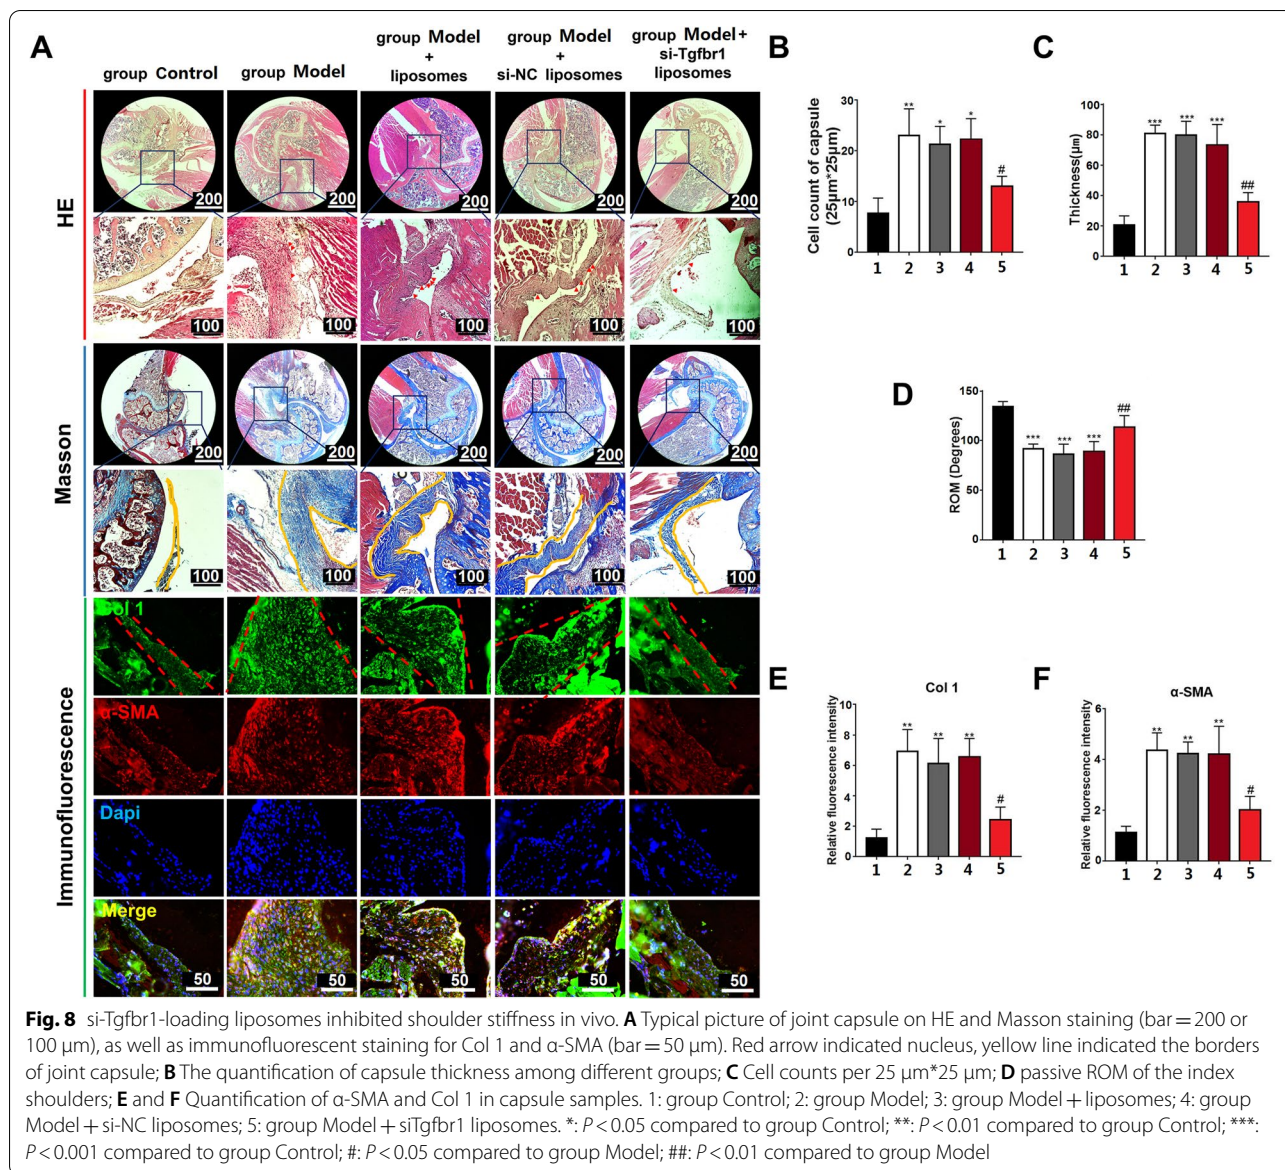 A
group Control
group Model
group Model
+
liposomes
group Model
+
si-NC liposomes
group Model+
si-Tgfbr1
liposomes
HE
200
200
200
200
200
100
100
100
100
100
Masson
200
200
200
200
200
100
100
100
100
100
Immunofluorescence
Col 1
α-SMA
Dapi
Merge
50
50
50
50
50
B
Cell count of capsule
(25μm*25μm)
30
20
10
0
**
*
*
#
1 2 3 4 5
C
Thickness(μm)
100
80
60
40
20
0
***
***
***
##
1 2 3 4 5
D
ROM (Degrees)
150
100
50
0
***
***
***
##
1 2 3 4 5
E
Col 1
Relative fluorescence intensity
10
8
6
4
2
0
**
**
**
#
1 2 3 4 5
F
α-SMA
Relative fluorescence intensity
6
4
2
0
**
**
**
#
1 2 3 4 5
Fig. 8 si-Tgfbr1-loading liposomes inhibited shoulder stiffness in vivo. A Typical picture of joint capsule on HE and Masson staining (bar = 200 or
100 μm), as well as immunofluorescent staining for Col 1 and α-SMA (bar = 50 μm). Red arrow indicated nucleus, yellow line indicated the borders
of joint capsule; B The quantification of capsule thickness among different groups; C Cell counts per 25 μm*25 μm; D passive ROM of the index
shoulders; E and F Quantification of α-SMA and Col 1 in capsule samples. 1: group Control; 2: group Model; 3: group Model + liposomes; 4: group
Model + si-NC liposomes; 5: group Model + siTgfbr1 liposomes. *: P < 0.05 compared to group Control; **: P < 0.01 compared to group Control; ***:
P < 0.001 compared to group Control; #: P < 0.05 compared to group Model; ##: P < 0.01 compared to group Model